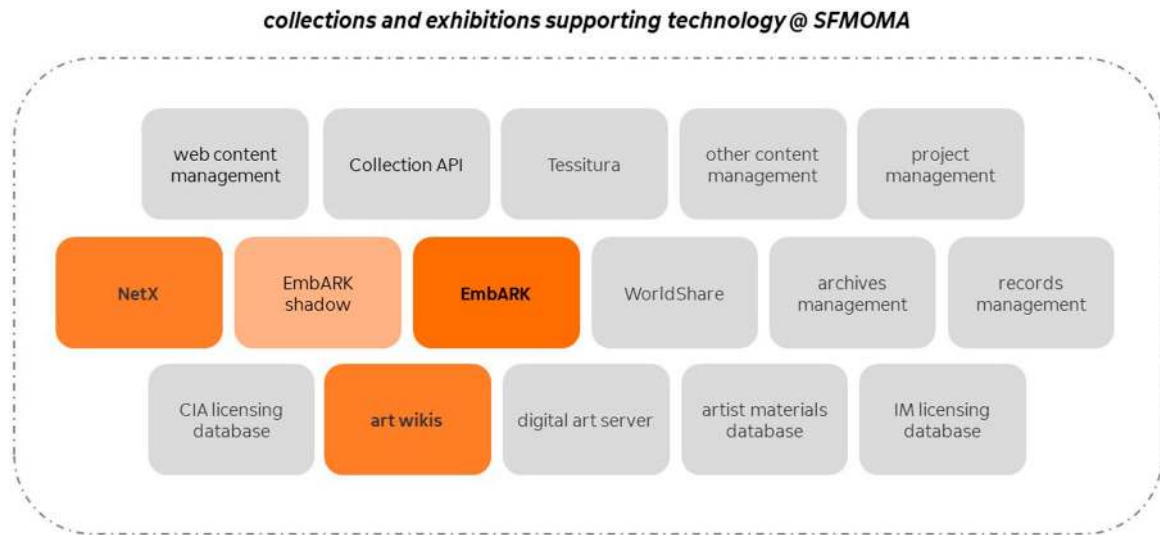 collections and exhibitions supporting technology @ SFMOMA
web content
management
Collection API
Tessitura
other content
management
project
management
NetX
EmbARK
shadow
EmbARK
WorldShare
archives
management
records
management
CIA licensing
database
art wikis
digital art server
artist materials
database
IM licensing
database